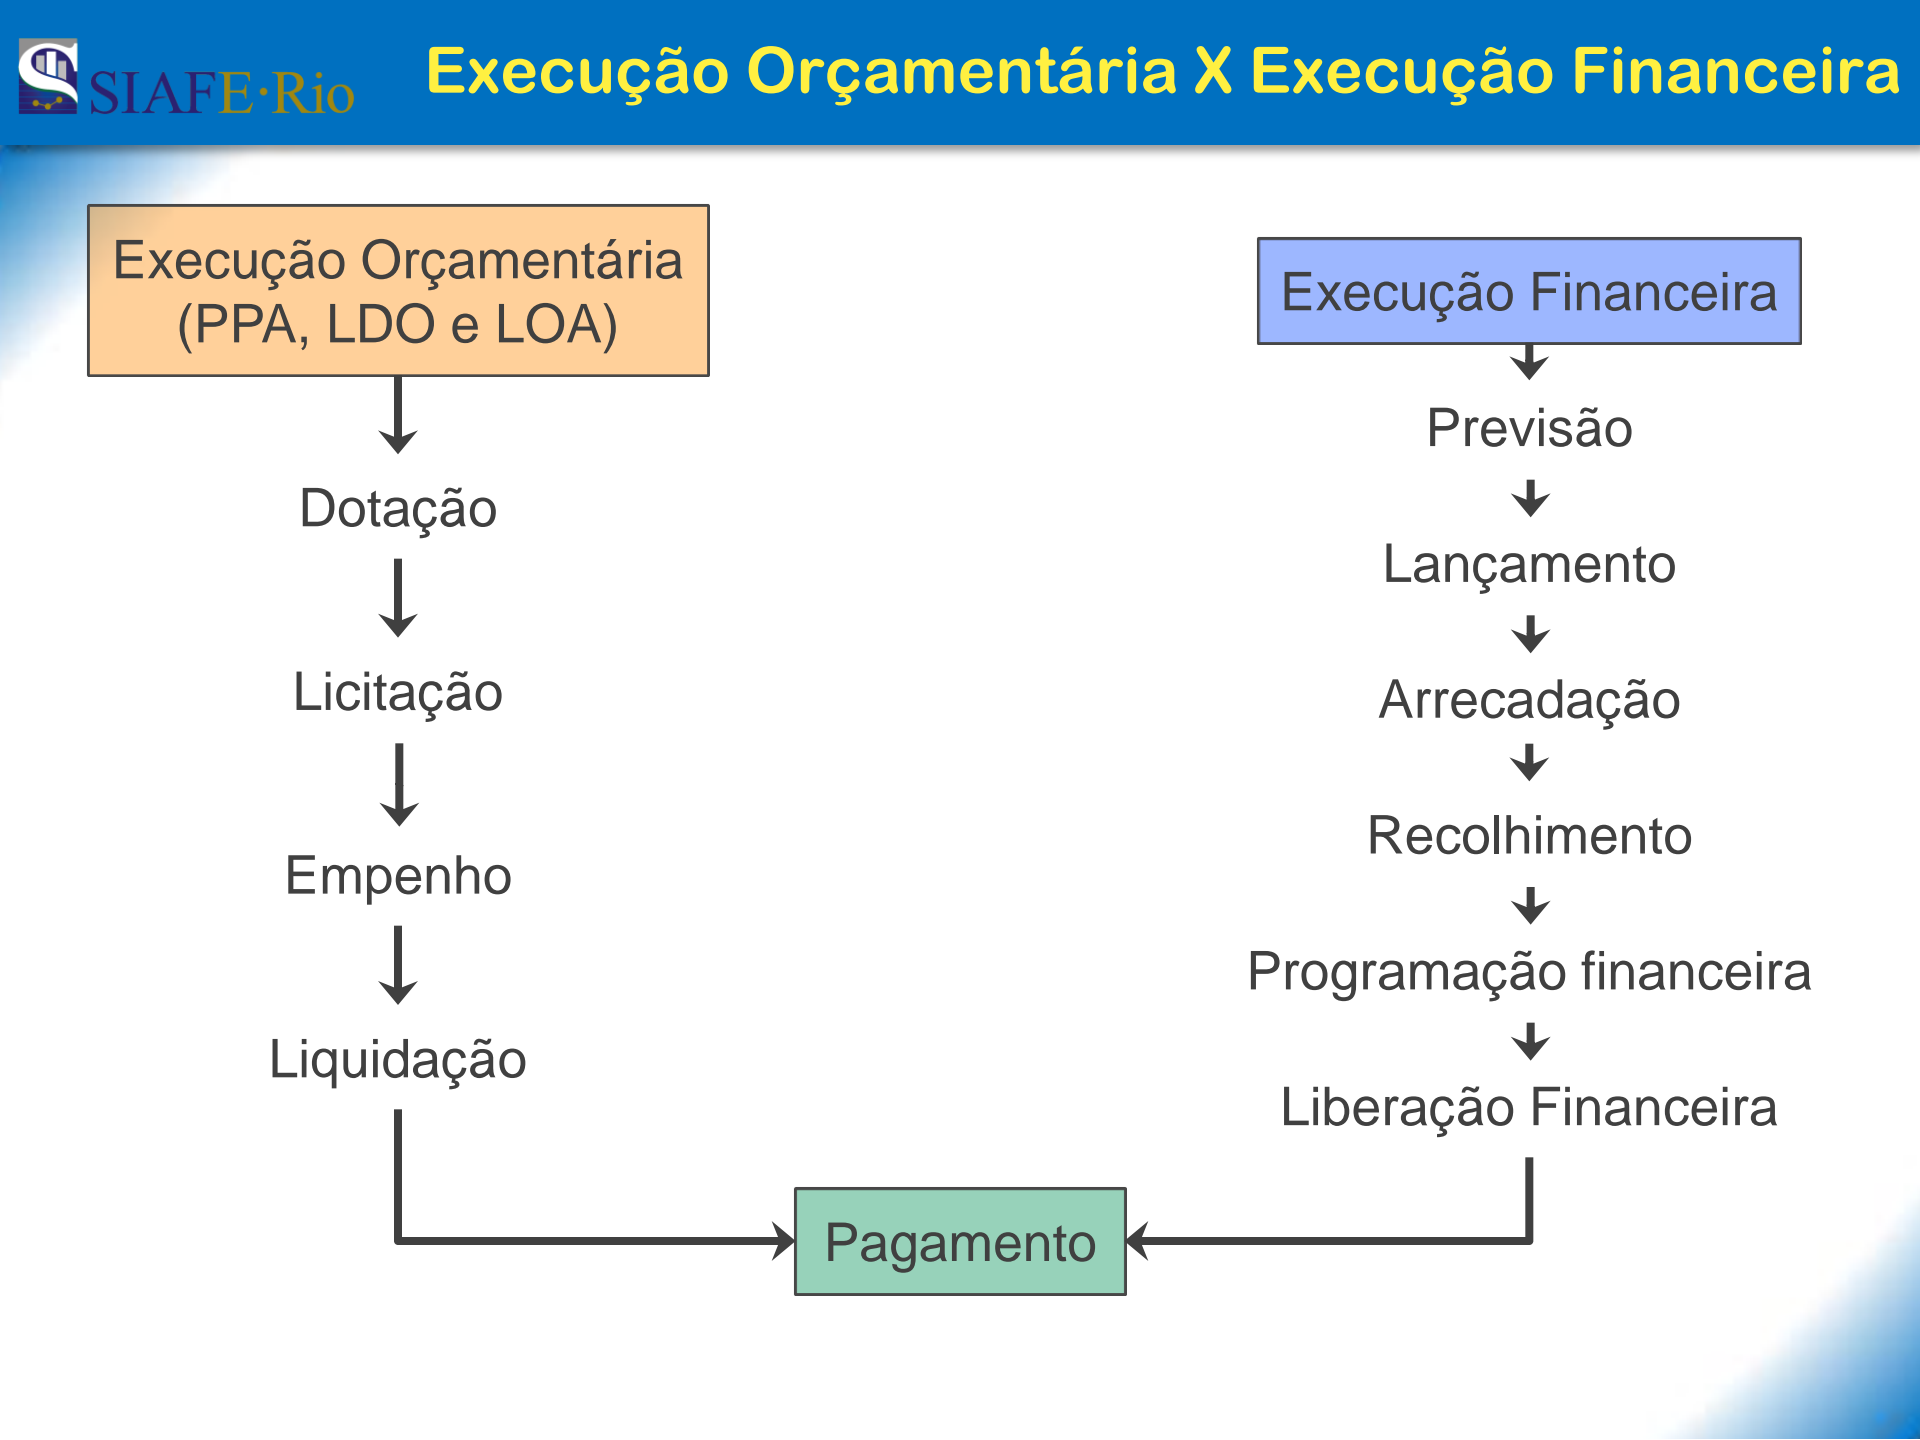 SIAFE·Rio
Execução Orçamentária X Execução Financeira
Execução Orçamentária
(PPA, LDO e LOA)
Dotação
Licitação
Empenho
Liquidação
Execução Financeira
Previsão
Lançamento
Arrecadação
Recolhimento
Programação financeira
Liberação Financeira
Pagamento